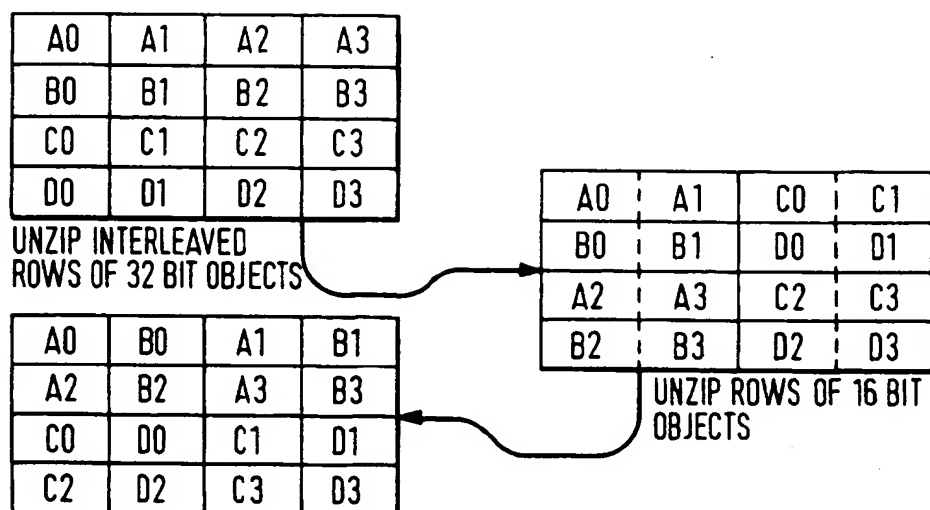 A0 A1 A2 A3
B0 B1 B2 B3
C0 C1 C2 C3
D0 D1 D2 D3
UNZIP INTERLEAVED
ROWS OF 32 BIT OBJECTS
A0 A1 C0 C1
B0 B1 D0 D1
A2 A3 C2 C3
B2 B3 D2 D3
UNZIP ROWS OF 16 BIT
OBJECTS
A0 B0 A1 B1
A2 B2 A3 B3
C0 D0 C1 D1
C2 D2 C3 D3